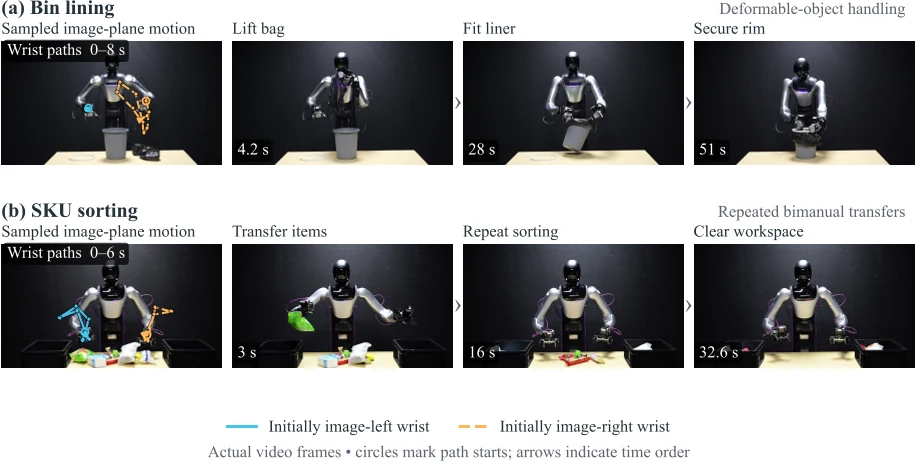 (a) Bin lining
Deformable-object handling
Sampled image-plane motion
Lift bag
Fit liner
Secure rim
Wrist paths 0–8 s
4.2 s
›
28 s
›
51 s
(b) SKU sorting
Repeated bimanual transfers
Sampled image-plane motion
Transfer items
Repeat sorting
Clear workspace
Wrist paths 0–6 s
3 s
›
16 s
›
32.6 s
Initially image-left wrist
Initially image-right wrist
Actual video frames • circles mark path starts; arrows indicate time order